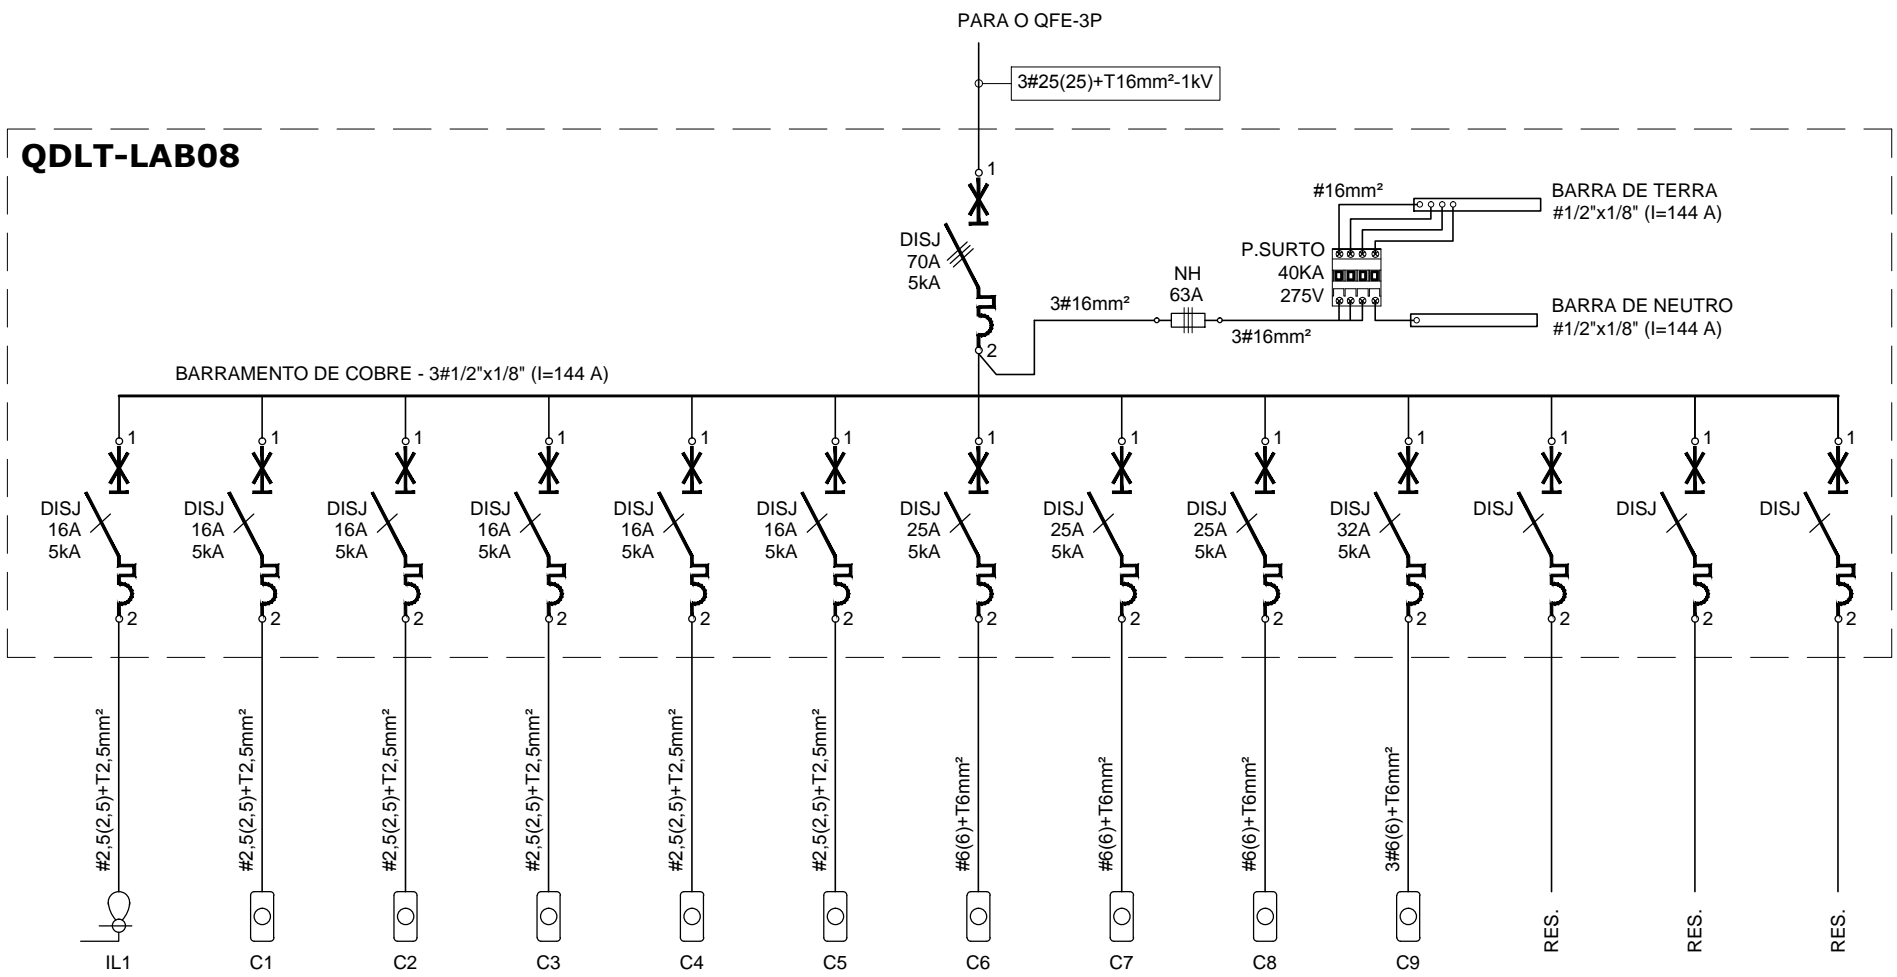 PARA O QFE-3P
3#25(25)+T16mm²-1kV
QDLT-LAB08
1
DISJ
70A
5kA
2
3#16mm²
NH
63A
3#16mm²
P.SURTO
40KA
275V
#16mm²
BARRA DE TERRA
#1/2"x1/8" (I=144 A)
BARRA DE NEUTRO
#1/2"x1/8" (I=144 A)
BARRAMENTO DE COBRE - 3#1/2"x1/8" (I=144 A)
1
DISJ
16A
5kA
2
#2,5(2,5)+T2,5mm²
IL1
1
DISJ
16A
5kA
2
#2,5(2,5)+T2,5mm²
C1
1
DISJ
16A
5kA
2
#2,5(2,5)+T2,5mm²
C2
1
DISJ
16A
5kA
2
#2,5(2,5)+T2,5mm²
C3
1
DISJ
16A
5kA
2
#2,5(2,5)+T2,5mm²
C4
1
DISJ
16A
5kA
2
#2,5(2,5)+T2,5mm²
C5
1
DISJ
25A
5kA
2
#6(6)+T6mm²
C6
1
DISJ
25A
5kA
2
#6(6)+T6mm²
C7
1
DISJ
25A
5kA
2
#6(6)+T6mm²
C8
1
DISJ
32A
5kA
2
3#6(6)+T6mm²
C9
1
DISJ
2
RES.
1
DISJ
2
RES.
1
DISJ
2
RES.